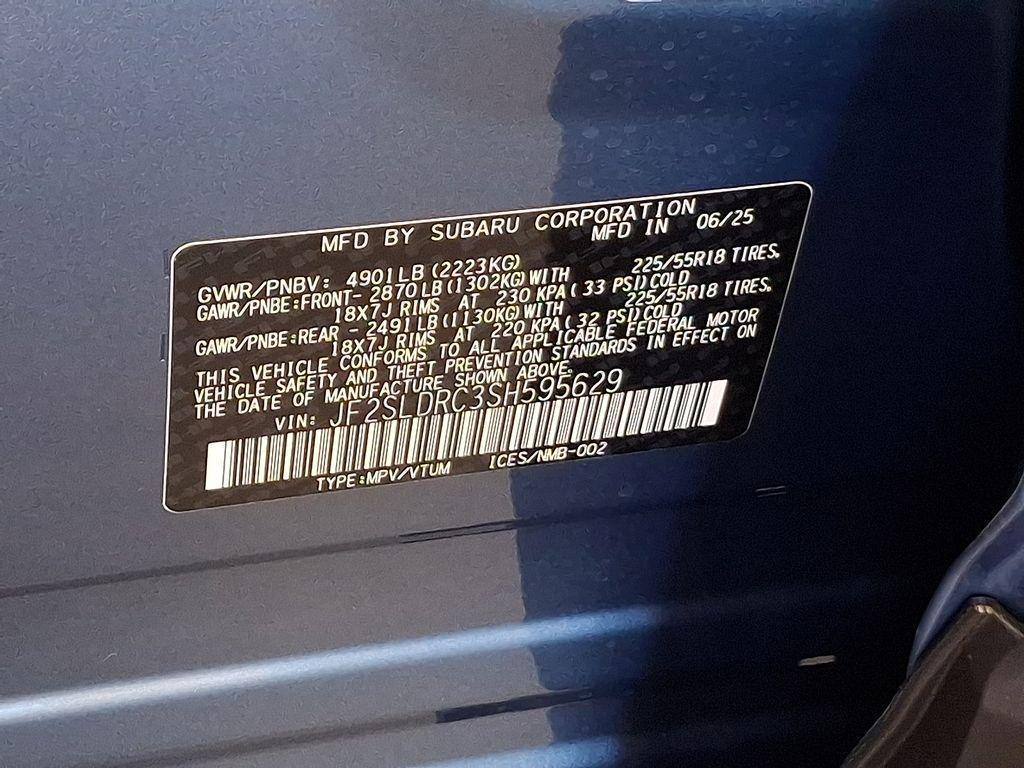 MFD BY SUBARU CORPORATION
MFD IN 06/25
GVWR/PNBV: 4901LB (2223KG)
GAWR/PNBE:FRONT- 2870LB (1302KG) WITH 225/55R18 TIRES.
18X7J RIMS AT 230 KPA ( 33 PSI) COLD
GAWR/PNBE:REAR - 2491LB (1130KG) WITH 225/55R18 TIRES.
18X7J RIMS AT 220 KPA ( 32 PSI) COLD
THIS VEHICLE CONFORMS TO ALL APPLICABLE FEDERAL MOTOR
VEHICLE SAFETY AND THEFT PREVENTION STANDARDS IN EFFECT ON
THE DATE OF MANUFACTURE SHOWN ABOVE.
VIN: JF2SLDRC3SH595629
TYPE:MPV/VTUM ICES/NMB-002